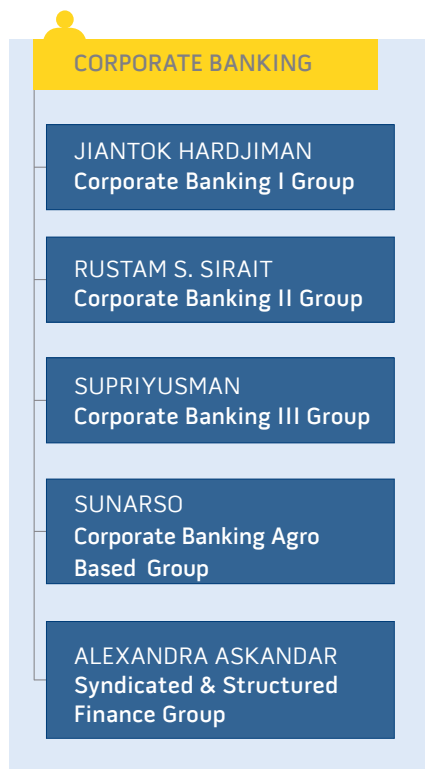 CORPORATE BANKING
JIANTOK HARDJIMAN
Corporate Banking I Group
RUSTAM S. SIRAIT
Corporate Banking II Group
SUPRIYUSMAN
Corporate Banking III Group
SUNARSO
Corporate Banking Agro
Based Group
ALEXANDRA ASKANDAR
Syndicated & Structured
Finance Group